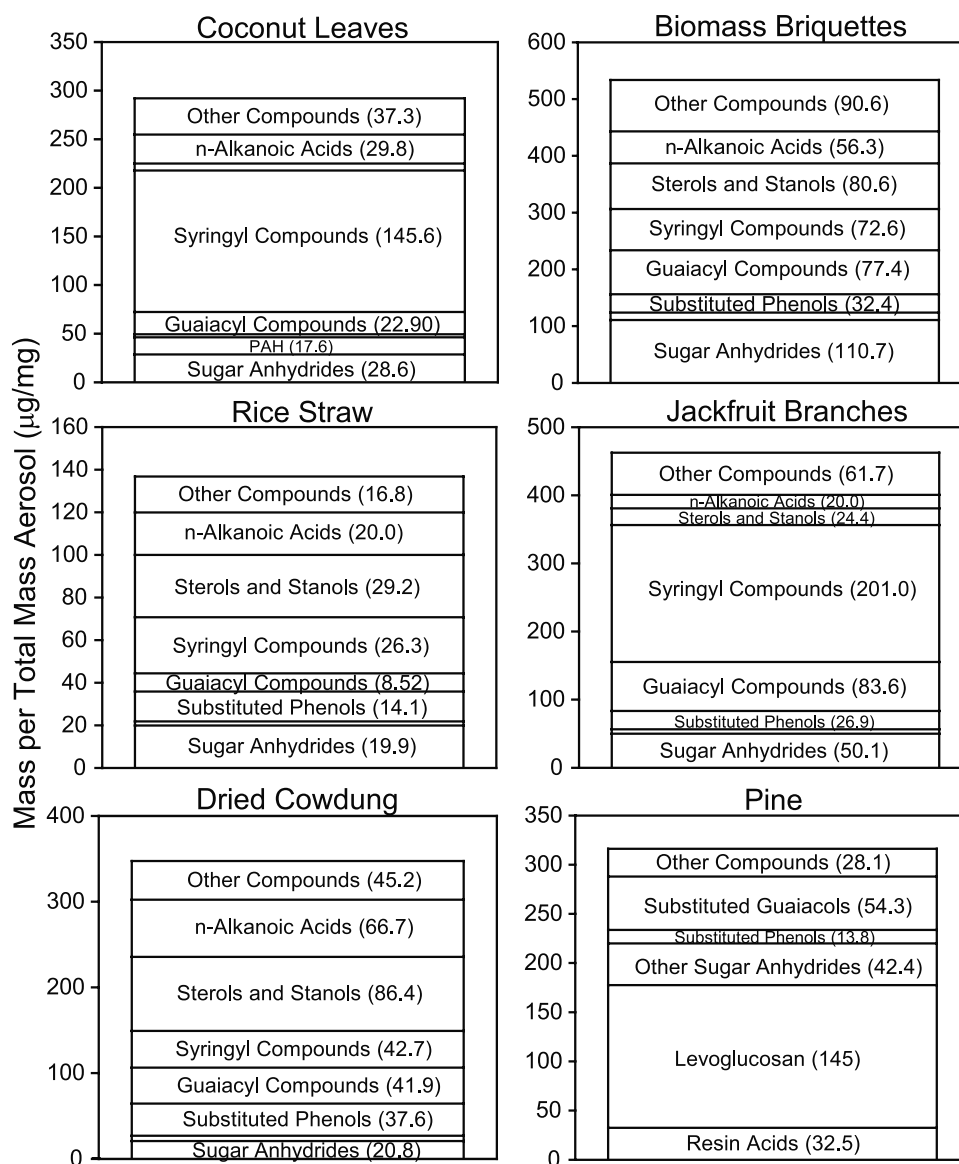 Mass per Total Mass Aerosol (µg/mg)
Coconut Leaves
350
300
250
200
150
100
50
0
Other Compounds (37.3)
n-Alkanoic Acids (29.8)
Syringyl Compounds (145.6)
Guaiacyl Compounds (22.90)
PAH (17.6)
Sugar Anhydrides (28.6)
Biomass Briquettes
600
500
400
300
200
100
0
Other Compounds (90.6)
n-Alkanoic Acids (56.3)
Sterols and Stanols (80.6)
Syringyl Compounds (72.6)
Guaiacyl Compounds (77.4)
Substituted Phenols (32.4)
Sugar Anhydrides (110.7)
Rice Straw
160
140
120
100
80
60
40
20
0
Other Compounds (16.8)
n-Alkanoic Acids (20.0)
Sterols and Stanols (29.2)
Syringyl Compounds (26.3)
Guaiacyl Compounds (8.52)
Substituted Phenols (14.1)
Sugar Anhydrides (19.9)
Jackfruit Branches
500
400
300
200
100
0
Other Compounds (61.7)
n-Alkanoic Acids (20.0)
Sterols and Stanols (24.4)
Syringyl Compounds (201.0)
Guaiacyl Compounds (83.6)
Substituted Phenols (26.9)
Sugar Anhydrides (50.1)
Dried Cowdung
400
300
200
100
0
Other Compounds (45.2)
n-Alkanoic Acids (66.7)
Sterols and Stanols (86.4)
Syringyl Compounds (42.7)
Guaiacyl Compounds (41.9)
Substituted Phenols (37.6)
Sugar Anhydrides (20.8)
Pine
350
300
250
200
150
100
50
0
Other Compounds (28.1)
Substituted Guaiacols (54.3)
Substituted Phenols (13.8)
Other Sugar Anhydrides (42.4)
Levoglucosan (145)
Resin Acids (32.5)